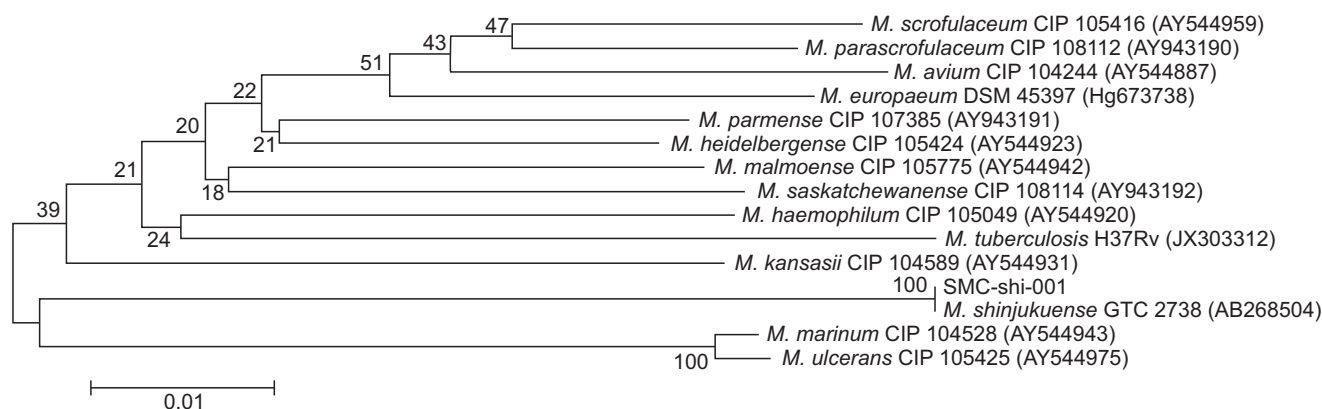 47 M. scrofulaceum CIP 105416 (AY544959)
43 M. parascrofulaceum CIP 108112 (AY943190)
51 M. avium CIP 104244 (AY544887)
22 M. europaeum DSM 45397 (Hg673738)
20 M. parmense CIP 107385 (AY943191)
21 M. heidelbergense CIP 105424 (AY544923)
21 M. malmoense CIP 105775 (AY544942)
18 M. saskatchewanense CIP 108114 (AY943192)
39 M. haemophilum CIP 105049 (AY544920)
24 M. tuberculosis H37Rv (JX303312)
M. kansasii CIP 104589 (AY544931)
100 SMC-shi-001
M. shinjukuense GTC 2738 (AB268504)
M. marinum CIP 104528 (AY544943)
100 M. ulcerans CIP 105425 (AY544975)
0.01